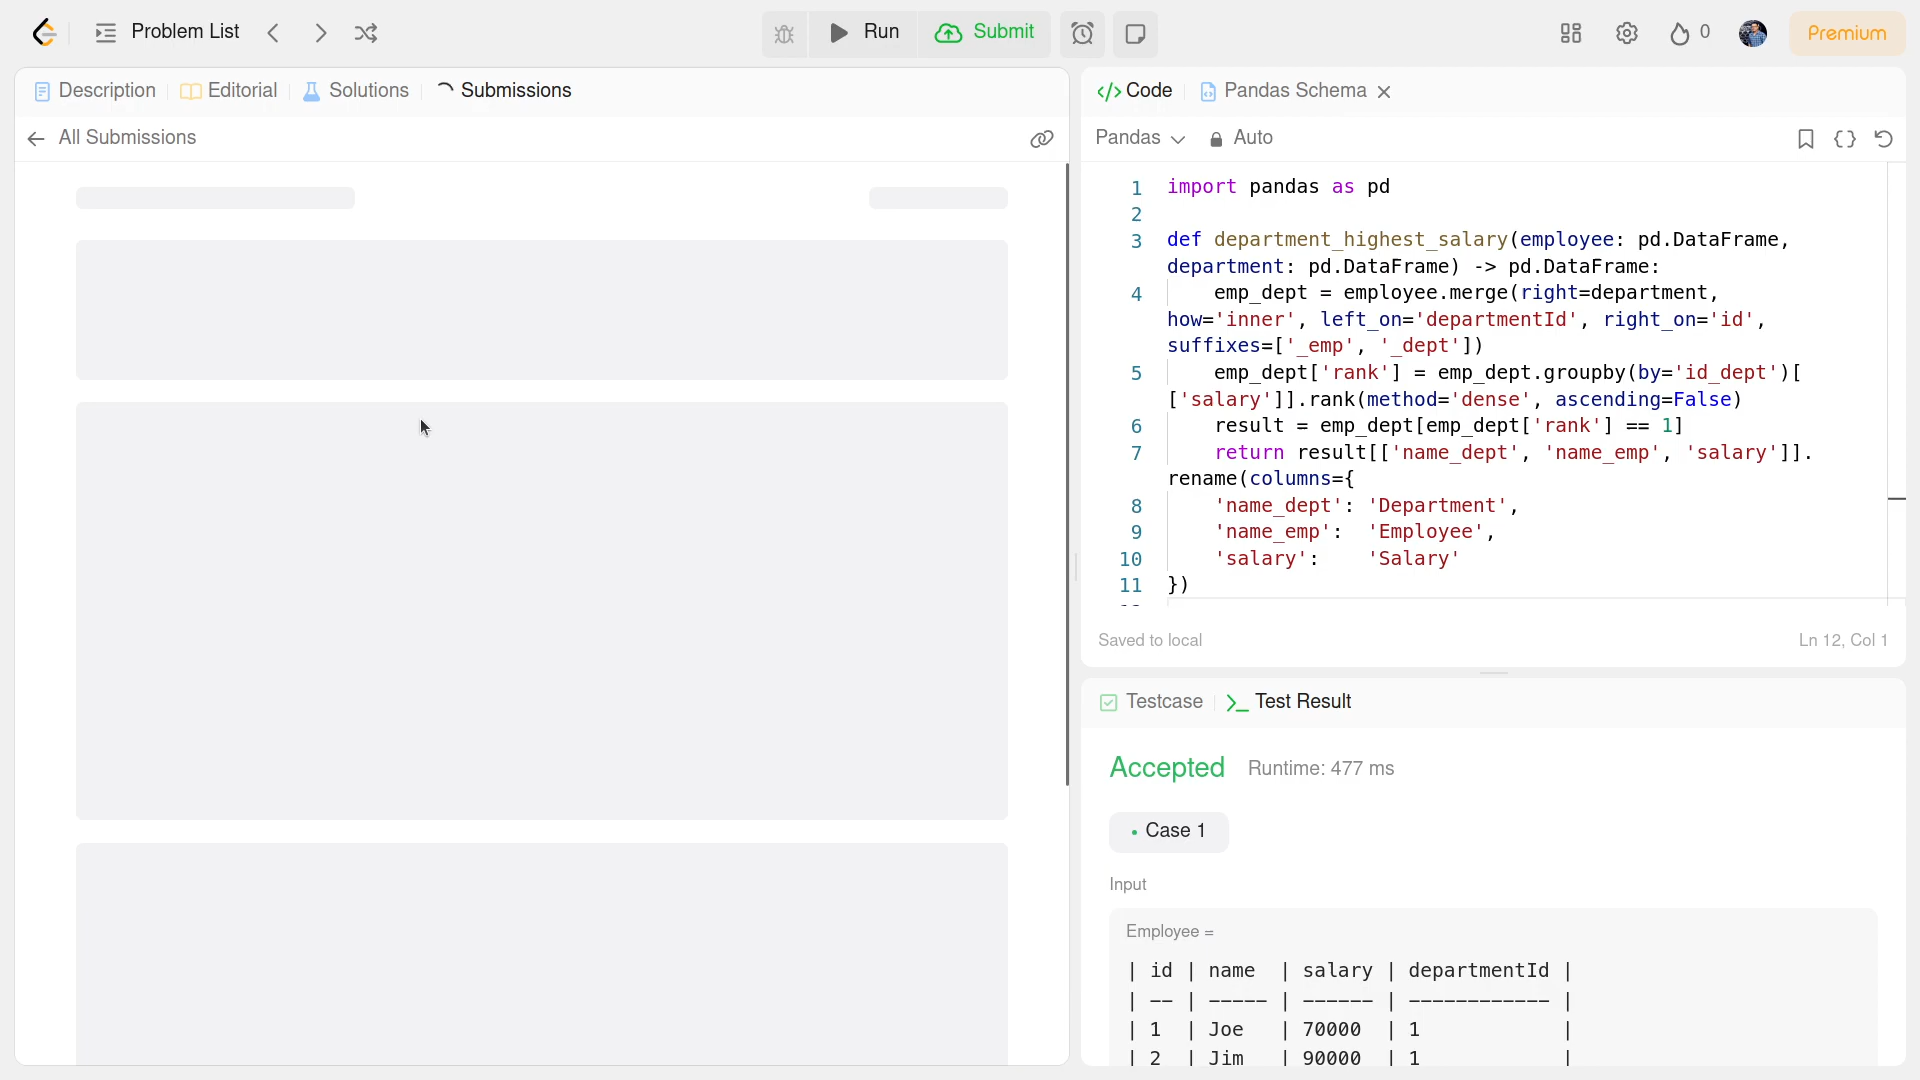 Problem List
Run
Submit
0
Premium
Description
Editorial
Solutions
Submissions
All Submissions
</> Code
Pandas Schema
Pandas
Auto
1 import pandas as pd
2
3 def department_highest_salary(employee: pd.DataFrame,
department: pd.DataFrame) -> pd.DataFrame:
4 emp_dept = employee.merge(right=department,
how='inner', left_on='departmentId', right_on='id',
suffixes=['_emp', '_dept'])
5 emp_dept['rank'] = emp_dept.groupby(by='id_dept')[
['salary']].rank(method='dense', ascending=False)
6 result = emp_dept[emp_dept['rank'] == 1]
7 return result[['name_dept', 'name_emp', 'salary']].
rename(columns={
8 'name_dept': 'Department',
9 'name_emp': 'Employee',
10 'salary': 'Salary'
11 })
Saved to local
Ln 12, Col 1
Testcase
Test Result
Accepted
Runtime: 477 ms
Case 1
Input
Employee =
| id | name | salary | departmentId |
| -- | ----- | ------ | ------------ |
| 1 | Joe | 70000 | 1 |
| 2 | Jim | 90000 | 1 |